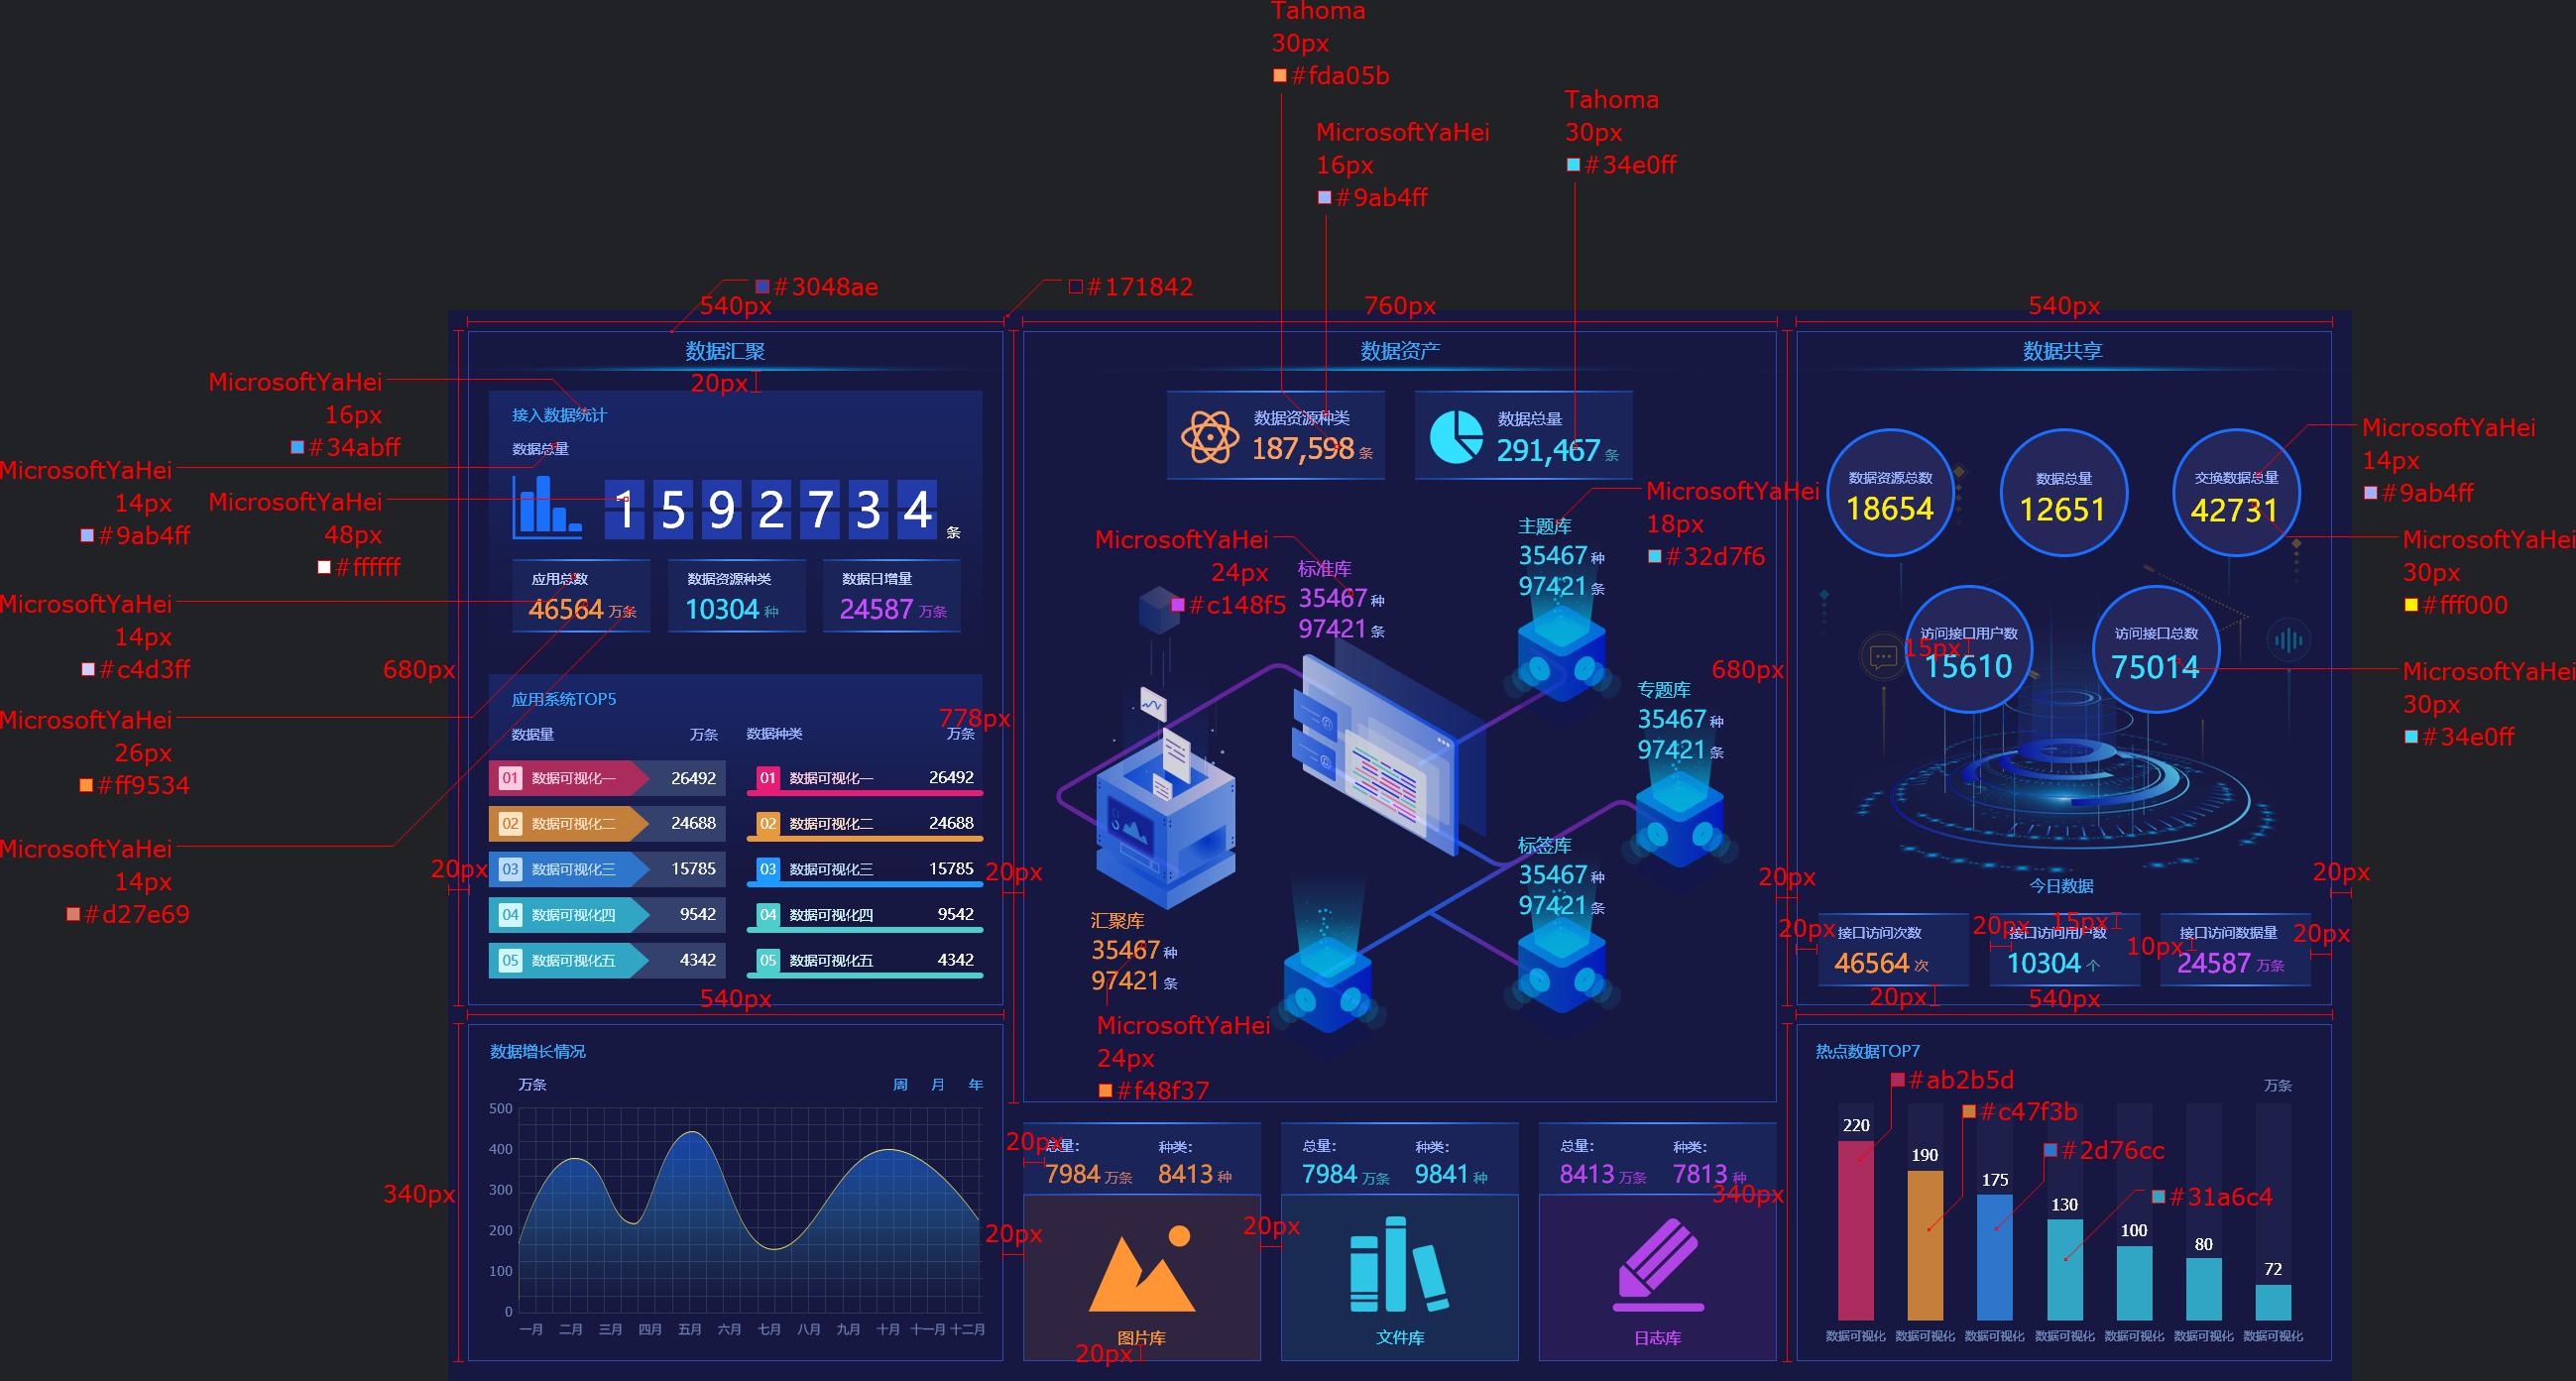 Tahoma
30px
#fda05b
MicrosoftYaHei
16px
#9ab4ff
Tahoma
30px
#34e0ff
#3048ae
540px
#171842
760px
540px
数据汇聚
20px
MicrosoftYaHei
16px
#34abff
MicrosoftYaHei
14px
#9ab4ff
MicrosoftYaHei
48px
#ffffff
MicrosoftYaHei
14px
#c4d3ff
MicrosoftYaHei
26px
#ff9534
MicrosoftYaHei
14px
#d27e69
680px
20px
接入数据统计
数据总量
1592734 条
应用总数
46564 万条
数据资源种类
10304 种
数据日增量
24587 万条
应用系统TOP5
数据量 万条
01 数据可视化一 26492
02 数据可视化二 24688
03 数据可视化三 15785
04 数据可视化四 9542
05 数据可视化五 4342
数据种类 万条
01 数据可视化一 26492
02 数据可视化二 24688
03 数据可视化三 15785
04 数据可视化四 9542
05 数据可视化五 4342
540px
340px
数据增长情况
万条
周 月 年
500
400
300
200
100
0
一月 二月 三月 四月 五月 六月 七月 八月 九月 十月 十一月 十二月
778px
20px
20px
数据资产
数据资源种类
187,598 条
数据总量
291,467 条
MicrosoftYaHei
24px
#c148f5
标准库
35467 种
97421 条
主题库
35467 种
97421 条
MicrosoftYaHei
18px
#32d7f6
专题库
35467 种
97421 条
标签库
35467 种
97421 条
汇聚库
35467 种
97421 条
MicrosoftYaHei
24px
#f48f37
20px
总量:
7984 万条
种类:
8413 种
图片库
20px
20px
总量:
7984 万条
种类:
9841 种
文件库
总量:
8413 万条
种类:
7813 种
日志库
680px
20px
340px
数据共享
数据资源总数
18654
数据总量
12651
交换数据总量
42731
访问接口用户数
15610
15px
访问接口总数
75014
MicrosoftYaHei
14px
#9ab4ff
MicrosoftYaHei
30px
#fff000
MicrosoftYaHei
30px
#34e0ff
20px
今日数据
20px
接口访问次数
46564 次
20px
15px
接口访问用户数
10304 个
10px
接口访问数据量
24587 万条
20px
20px
540px
热点数据TOP7
万条
#ab2b5d
#c47f3b
#2d76cc
#31a6c4
220
190
175
130
100
80
72
数据可视化 数据可视化 数据可视化 数据可视化 数据可视化 数据可视化 数据可视化